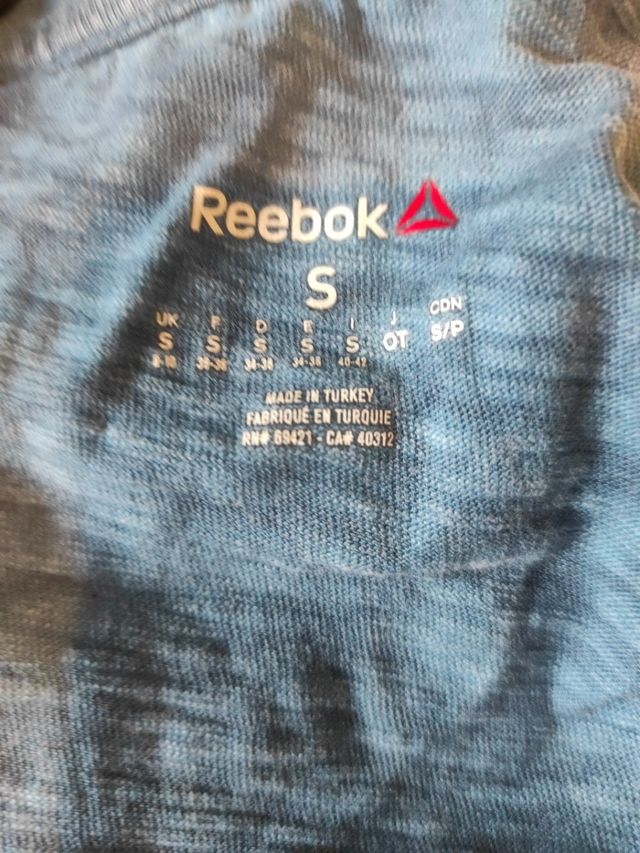 Reebok
S
UK F D E I J CDN
S S S S S OT S/P
8-10 36-38 34-36 34-36 40-42
MADE IN TURKEY
FABRIQUÉ EN TURQUIE
RN# 69421 - CA# 40312